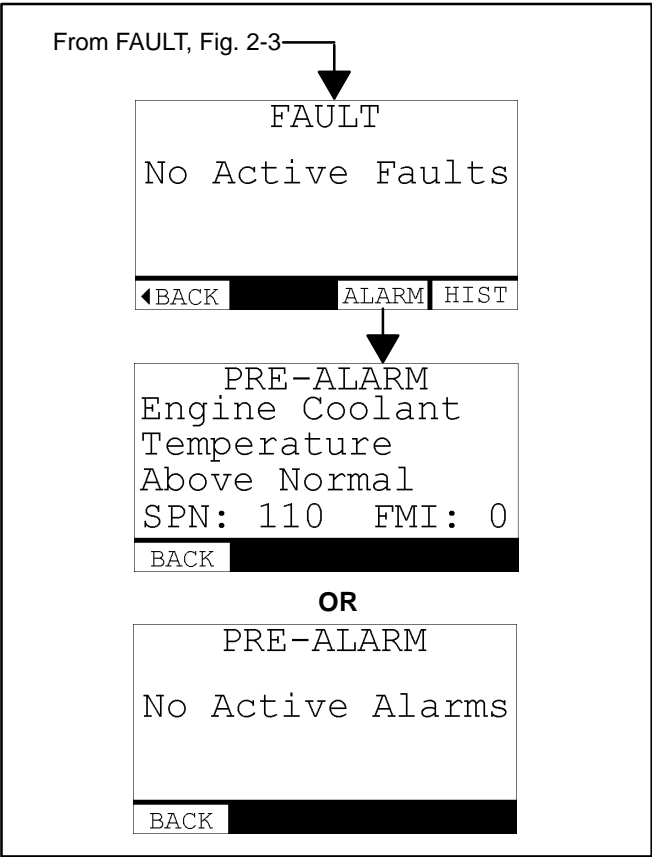 From FAULT, Fig. 2-3
FAULT
No Active Faults
◀BACK ALARM HIST
PRE-ALARM
Engine Coolant
Temperature
Above Normal
SPN: 110 FMI: 0
BACK
OR
PRE-ALARM
No Active Alarms
BACK